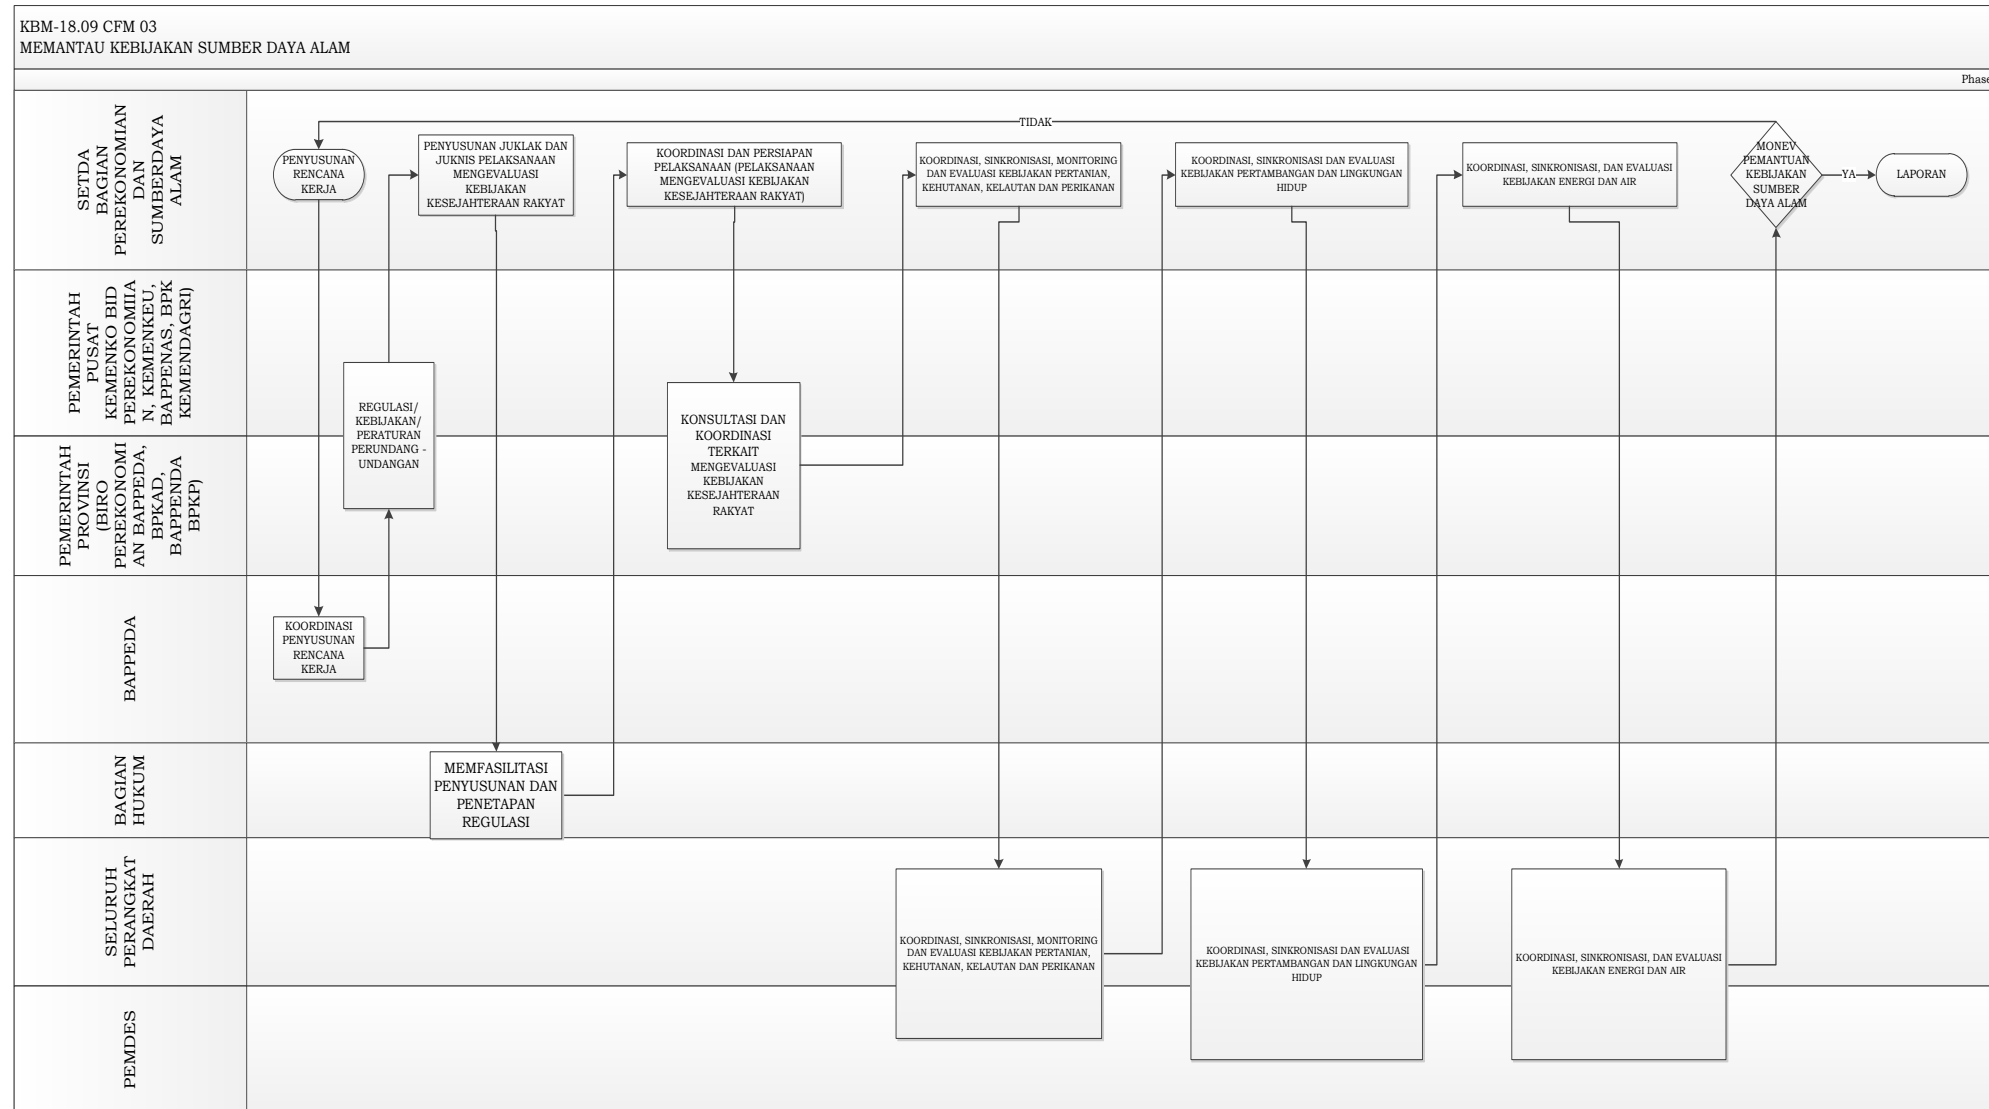 KBM-18.09 CFM 03
MEMANTAU KEBIJAKAN SUMBER DAYA ALAM
Phase
SETDA
BAGIAN
PEREKONOMIAN
DAN
SUMBERDAYA
ALAM
PENYUSUNAN
RENCANA
KERJA
PENYUSUNAN JUKLAK DAN
JUKNIS PELAKSANAAN
MENGEVALUASI
KEBIJAKAN
KESEJAHTERAAN RAKYAT
KOORDINASI DAN PERSIAPAN
PELAKSANAAN (PELAKSANAAN
MENGEVALUASI KEBIJAKAN
KESEJAHTERAAN RAKYAT)
TIDAK
KOORDINASI, SINKRONISASI, MONITORING
DAN EVALUASI KEBIJAKAN PERTANIAN,
KEHUTANAN, KELAUTAN DAN PERIKANAN
KOORDINASI, SINKRONISASI DAN EVALUASI
KEBIJAKAN PERTAMBANGAN DAN LINGKUNGAN
HIDUP
KOORDINASI, SINKRONISASI, DAN EVALUASI
KEBIJAKAN ENERGI DAN AIR
MONEV
PEMANTUAN
KEBIJAKAN
SUMBER
DAYA ALAM
YA
LAPORAN
PEMERINTAH
PUSAT
KEMENKO BID
PEREKONOMIIA
N, KEMENKEU,
BAPPENAS, BPK
KEMENDAGRI)
REGULASI/
KEBIJAKAN/
PERATURAN
PERUNDANG -
UNDANGAN
KONSULTASI DAN
KOORDINASI
TERKAIT
MENGEVALUASI
KEBIJAKAN
KESEJAHTERAAN
RAKYAT
PEMERINTAH
PROVINSI
(BIRO
PEREKONOMI
AN BAPPEDA,
BPKAD,
BAPPENDA
BPKP)
BAPPEDA
KOORDINASI
PENYUSUNAN
RENCANA
KERJA
BAGIAN
HUKUM
MEMFASILITASI
PENYUSUNAN DAN
PENETAPAN
REGULASI
SELURUH
PERANGKAT
DAERAH
KOORDINASI, SINKRONISASI, MONITORING
DAN EVALUASI KEBIJAKAN PERTANIAN,
KEHUTANAN, KELAUTAN DAN PERIKANAN
KOORDINASI, SINKRONISASI DAN EVALUASI
KEBIJAKAN PERTAMBANGAN DAN LINGKUNGAN
HIDUP
KOORDINASI, SINKRONISASI, DAN EVALUASI
KEBIJAKAN ENERGI DAN AIR
PEMDES